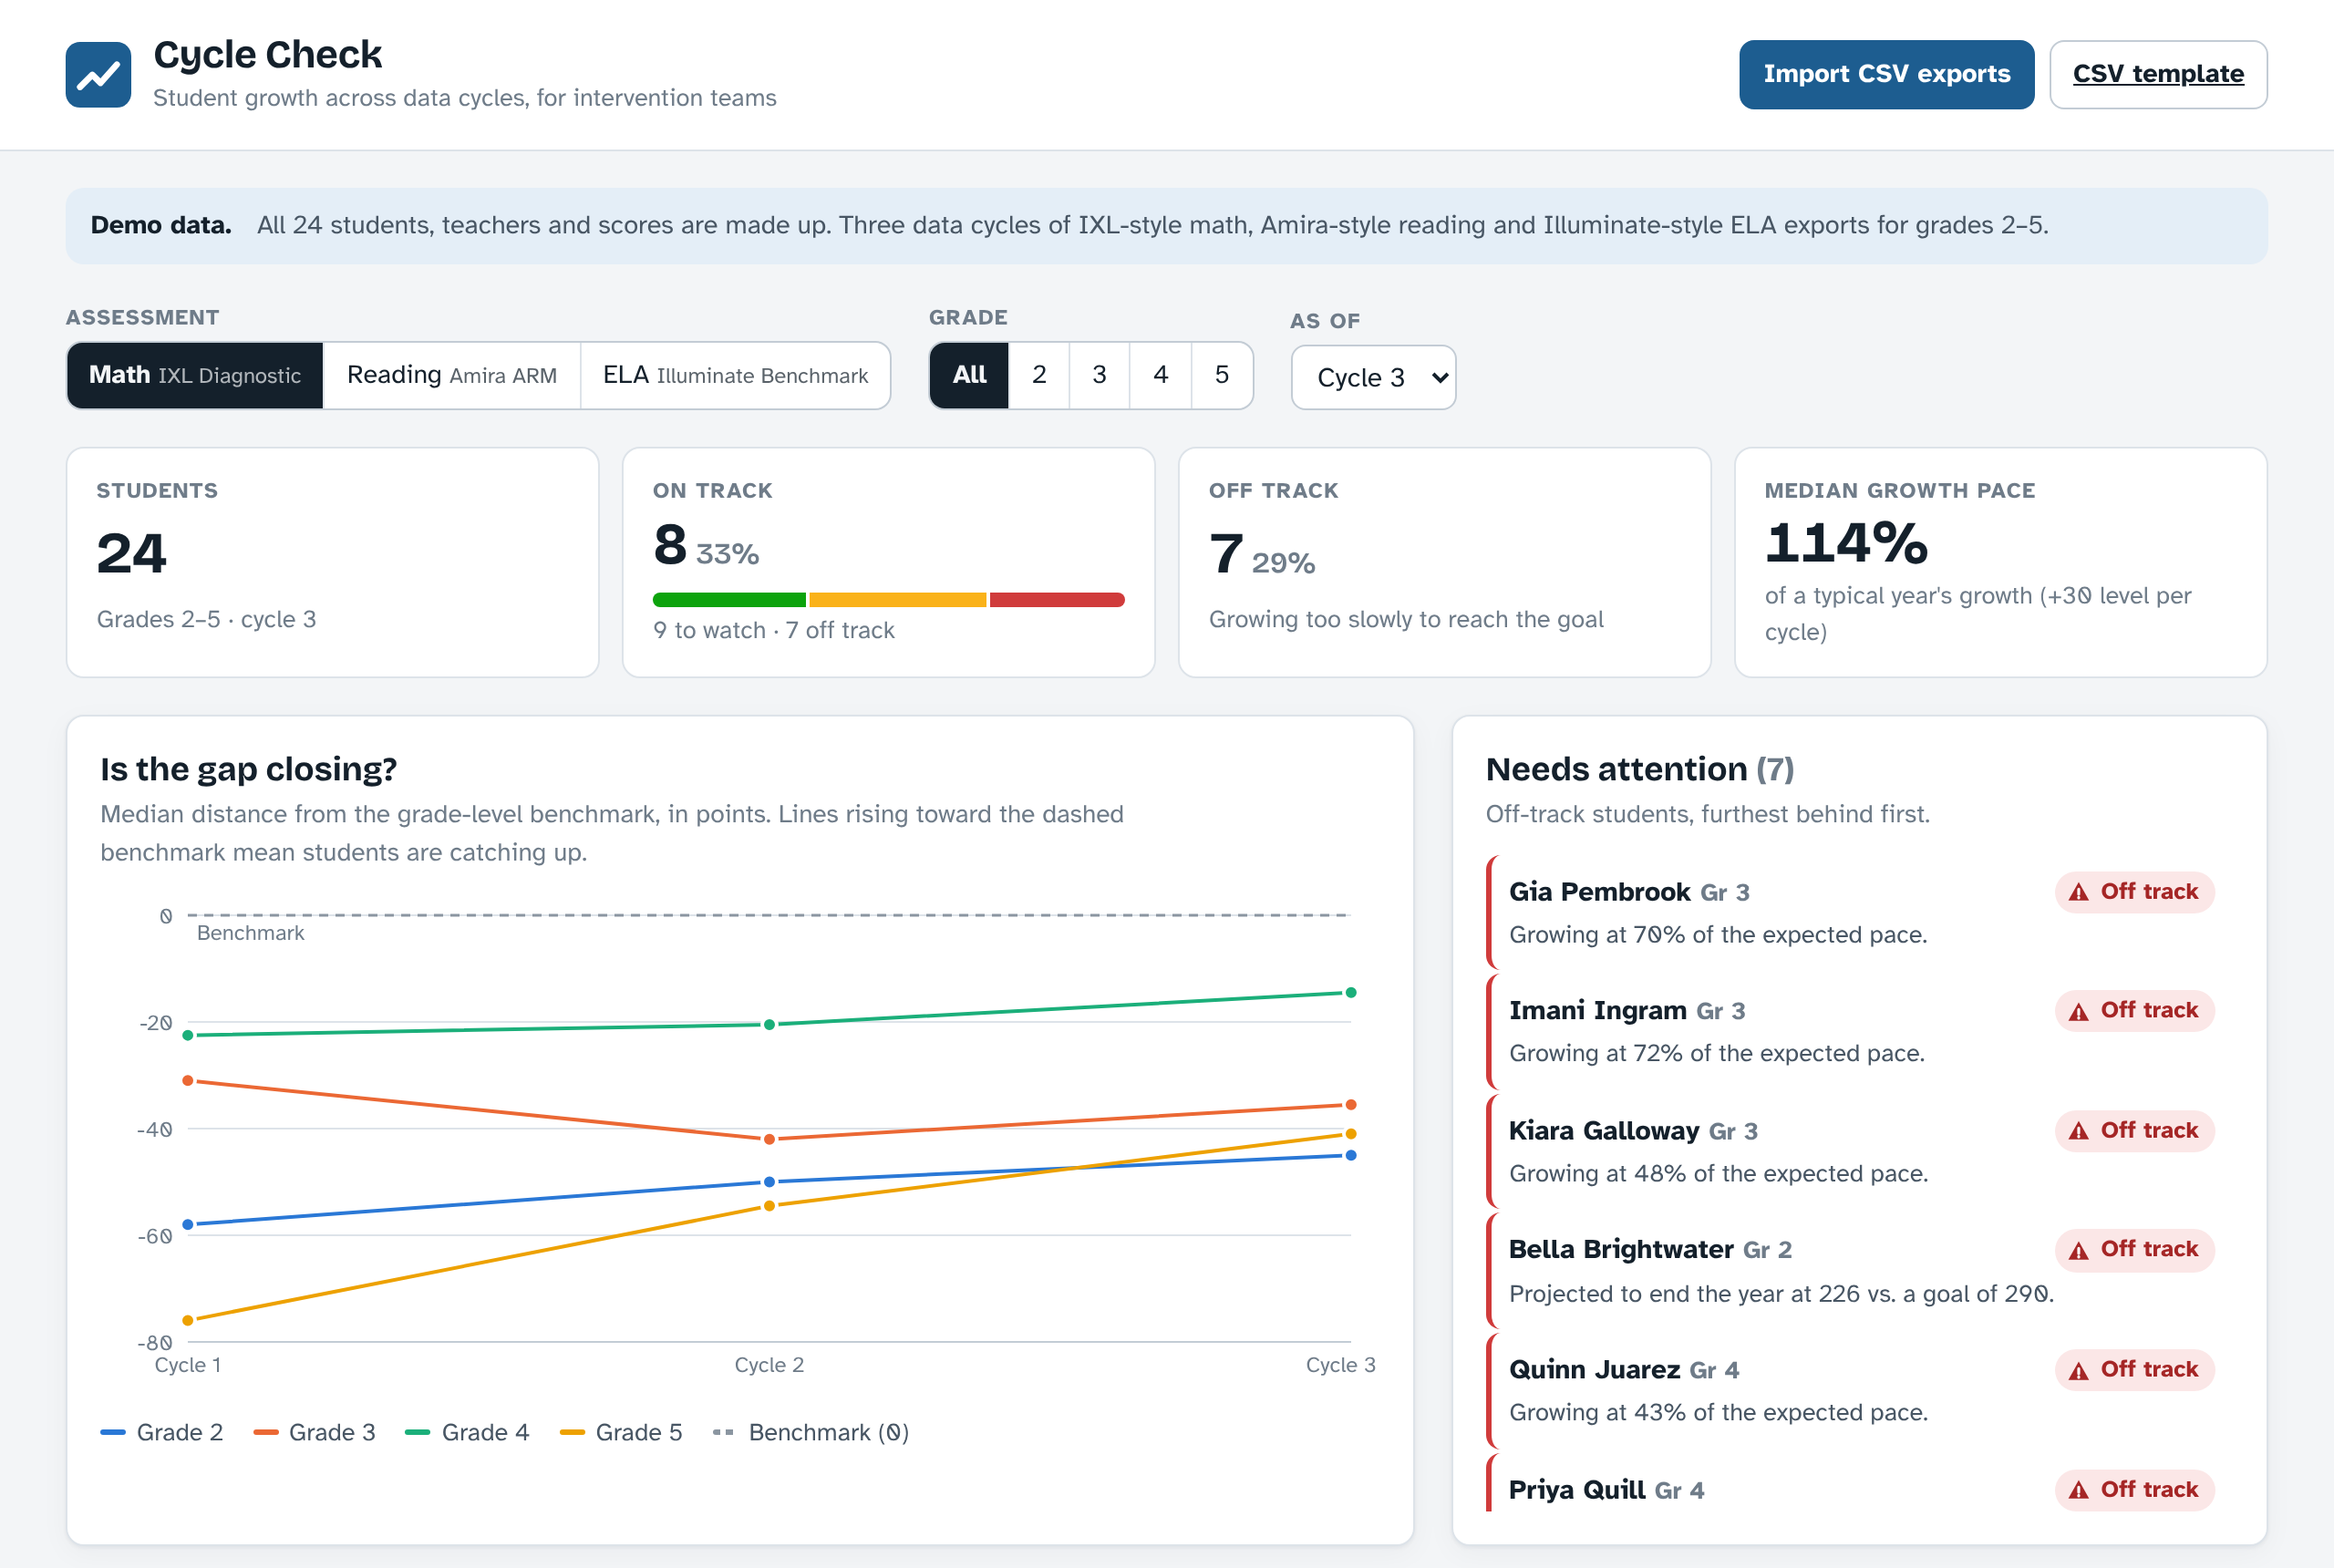 Cycle Check
Student growth across data cycles, for intervention teams
Import CSV exports
CSV template
Demo data. All 24 students, teachers and scores are made up. Three data cycles of IXL-style math, Amira-style reading and Illuminate-style ELA exports for grades 2–5.
ASSESSMENT
Math IXL Diagnostic
Reading Amira ARM
ELA Illuminate Benchmark
GRADE
All
2
3
4
5
AS OF
Cycle 3
STUDENTS
24
Grades 2–5 · cycle 3
ON TRACK
8 33%
9 to watch · 7 off track
OFF TRACK
7 29%
Growing too slowly to reach the goal
MEDIAN GROWTH PACE
114%
of a typical year's growth (+30 level per
cycle)
Is the gap closing?
Median distance from the grade-level benchmark, in points. Lines rising toward the dashed
benchmark mean students are catching up.
0
Benchmark
-20
-40
-60
-80
Cycle 1
Cycle 2
Cycle 3
Grade 2
Grade 3
Grade 4
Grade 5
Benchmark (0)
Needs attention (7)
Off-track students, furthest behind first.
Gia Pembrook Gr 3
Off track
Growing at 70% of the expected pace.
Imani Ingram Gr 3
Off track
Growing at 72% of the expected pace.
Kiara Galloway Gr 3
Off track
Growing at 48% of the expected pace.
Bella Brightwater Gr 2
Off track
Projected to end the year at 226 vs. a goal of 290.
Quinn Juarez Gr 4
Off track
Growing at 43% of the expected pace.
Priya Quill Gr 4
Off track